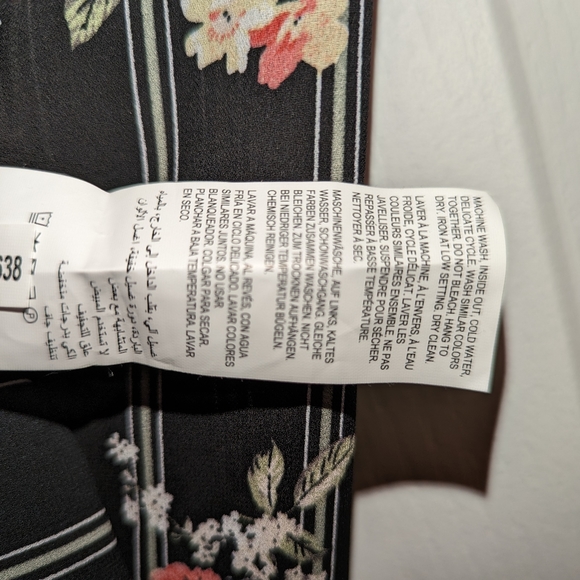 MACHINE WASH, INSIDE OUT, COLD WATER,
DELICATE CYCLE. WASH SIMILAR COLORS
TOGETHER. DO NOT BLEACH. HANG TO
DRY. IRON AT LOW SETTING. DRY CLEAN.
LAVER À LA MACHINE, À L'ENVERS, À L'EAU
FROIDE, CYCLE DÉLICAT. LAVER LES
COULEURS SIMILAIRES ENSEMBLE. NE PAS
JAVELLISER. SUSPENDRE POUR SÉCHER.
REPASSER À BASSE TEMPÉRATURE.
NETTOYER À SEC.
MASCHINENWÄSCHE, AUF LINKS, KALTES
WASSER, SCHONWASCHGANG. GLEICHE
FARBEN ZUSAMMEN WASCHEN. NICHT
BLEICHEN. ZUM TROCKNEN AUFHÄNGEN.
BEI NIEDRIGER TEMPERATUR BÜGELN.
CHEMISCH REINIGEN.
LAVAR A MÁQUINA, AL REVÉS, CON AGUA
FRÍA EN CICLO DELICADO. LAVAR COLORES
SIMILARES JUNTOS. NO USAR
BLANQUEADOR. COLGAR PARA SECAR.
PLANCHAR A BAJA TEMPERATURA. LAVAR
EN SECO.
علق للتجفيف
تنظيف جاف
638